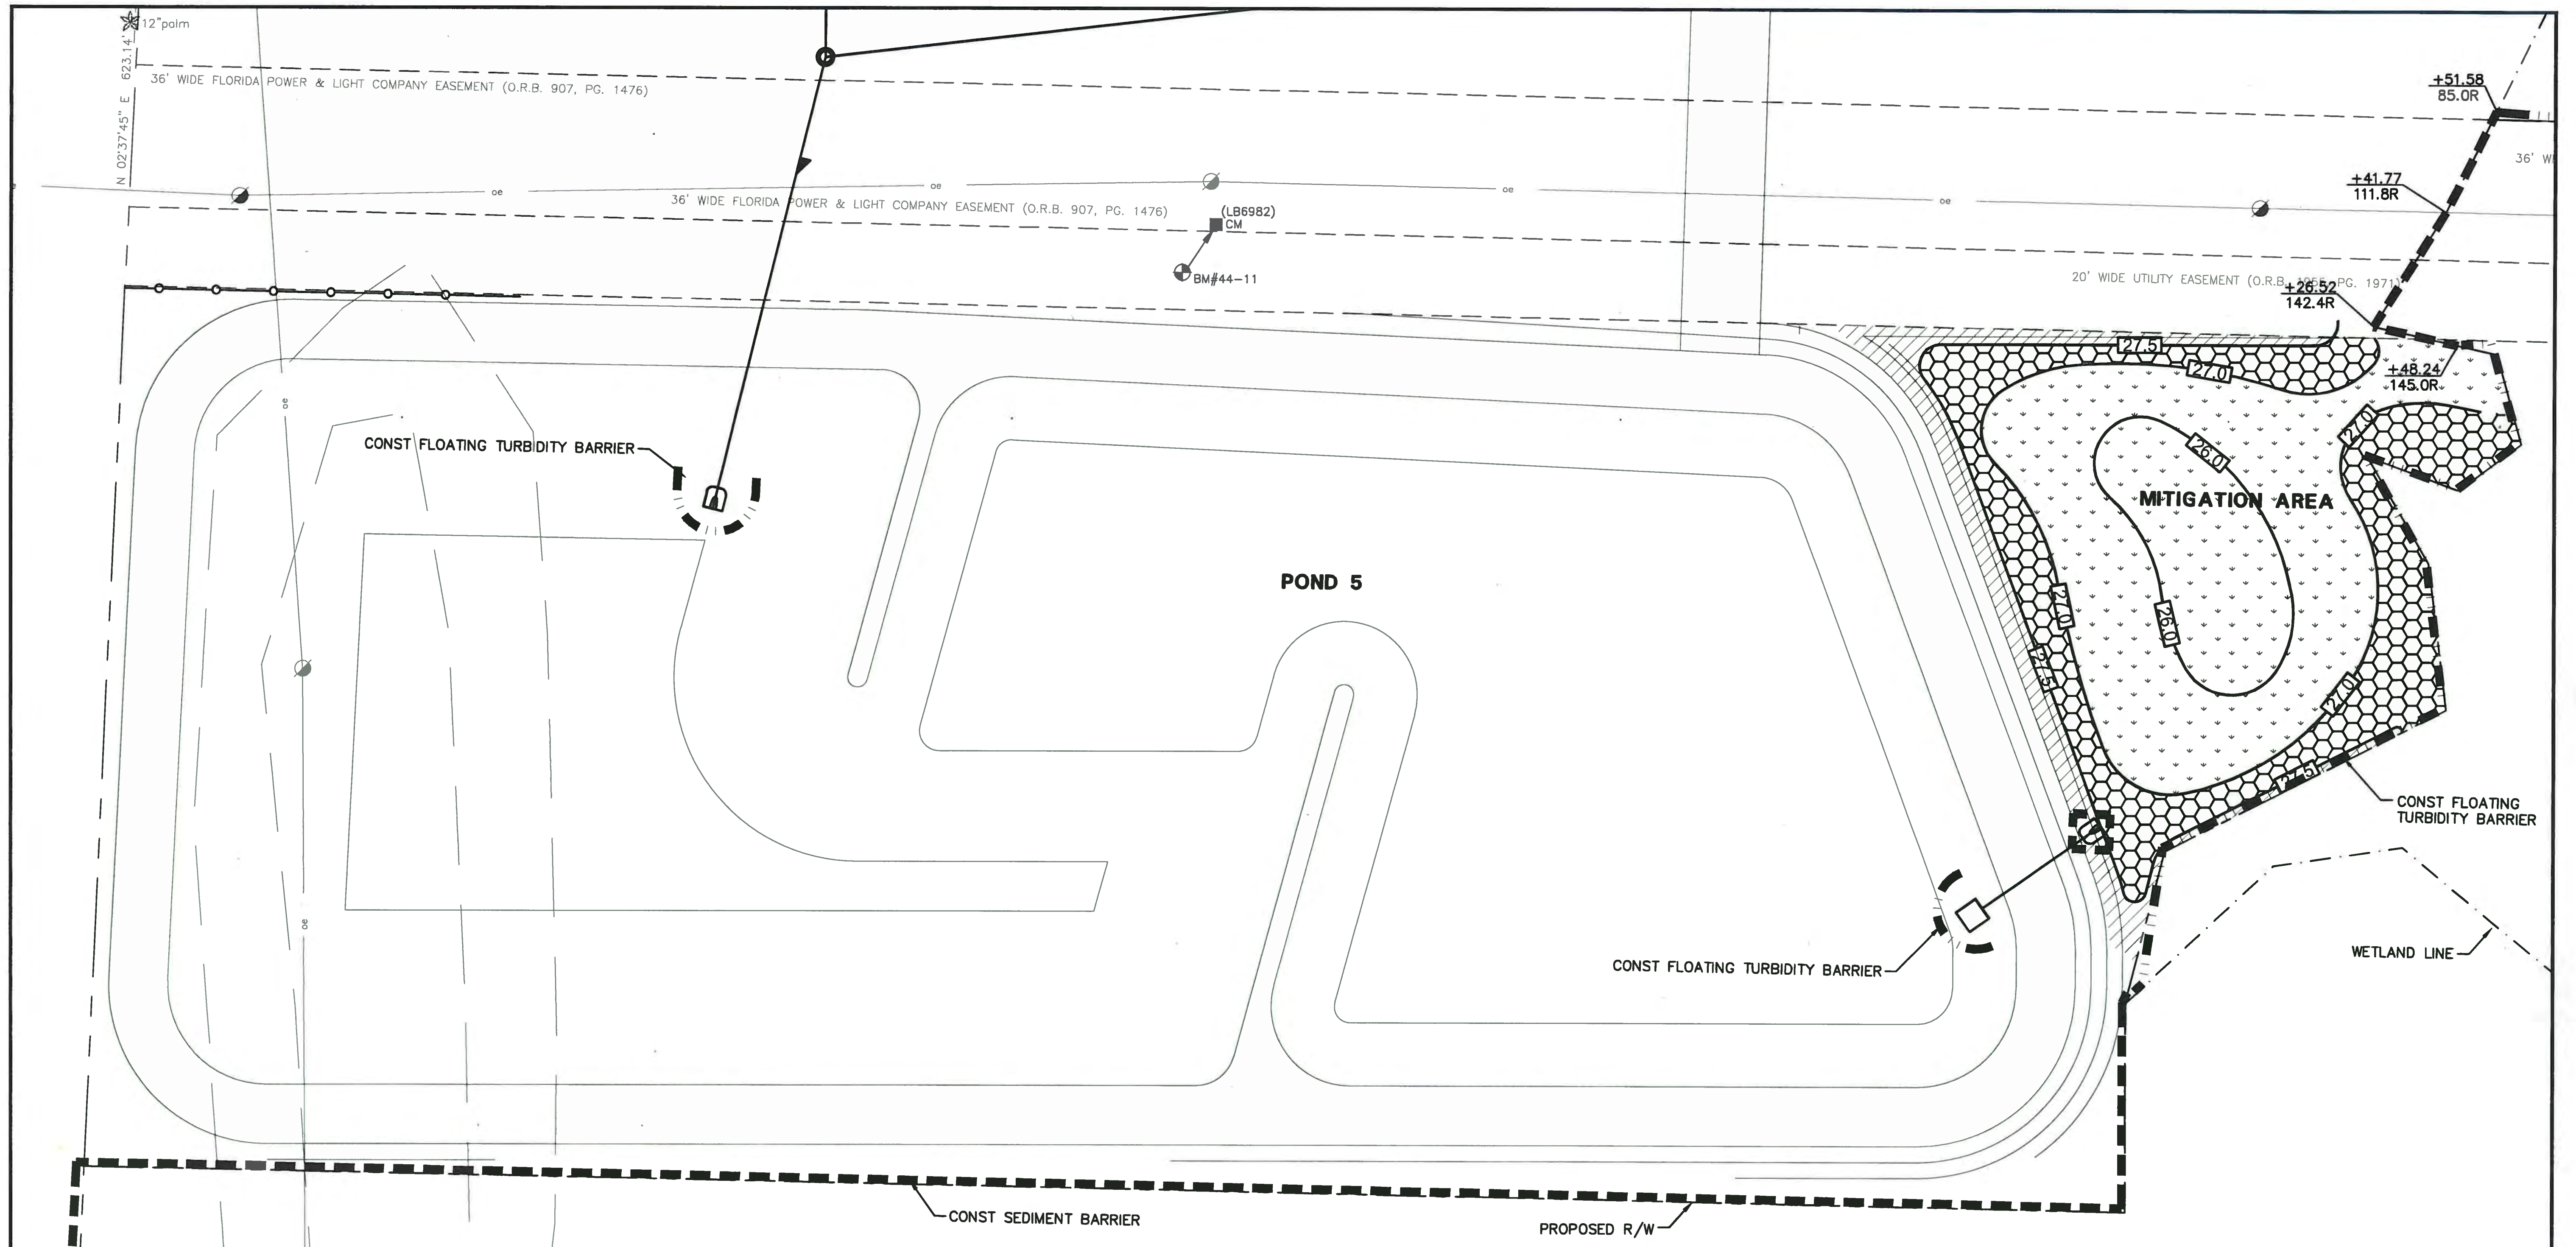 12"palm
N 02°37'45" E 623.14'
36' WIDE FLORIDA POWER & LIGHT COMPANY EASEMENT (O.R.B. 907, PG. 1476)
+51.58
85.0R
36' W
+41.77
111.8R
oe
oe
oe
oe
36' WIDE FLORIDA POWER & LIGHT COMPANY EASEMENT (O.R.B. 907, PG. 1476)
(LB6982)
CM
BM#44-11
20' WIDE UTILITY EASEMENT (O.R.B. PG. 1971)
+26.52
142.4R
27.5
27.0
+48.24
145.0R
oe
27.0
CONST FLOATING TURBIDITY BARRIER
26.0
MITIGATION AREA
POND 5
27.0
26.0
27.5
27.0
27.5
CONST FLOATING
TURBIDITY BARRIER
oe
WETLAND LINE
CONST FLOATING TURBIDITY BARRIER
CONST SEDIMENT BARRIER
PROPOSED R/W